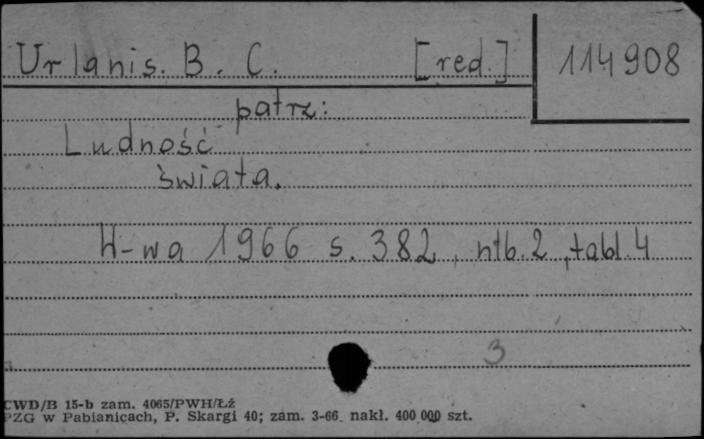 Urlanis. B. C. [red.] 114908
patrz:
Ludność
świata.
W-wa 1966 s. 382, ntb. 2, tabl. 4
3
CWD/B 15-b zam. 4065/PWH/Łź
PZG w Pabianicach, P. Skargi 40; zam. 3-66 nakł. 400 000 szt.